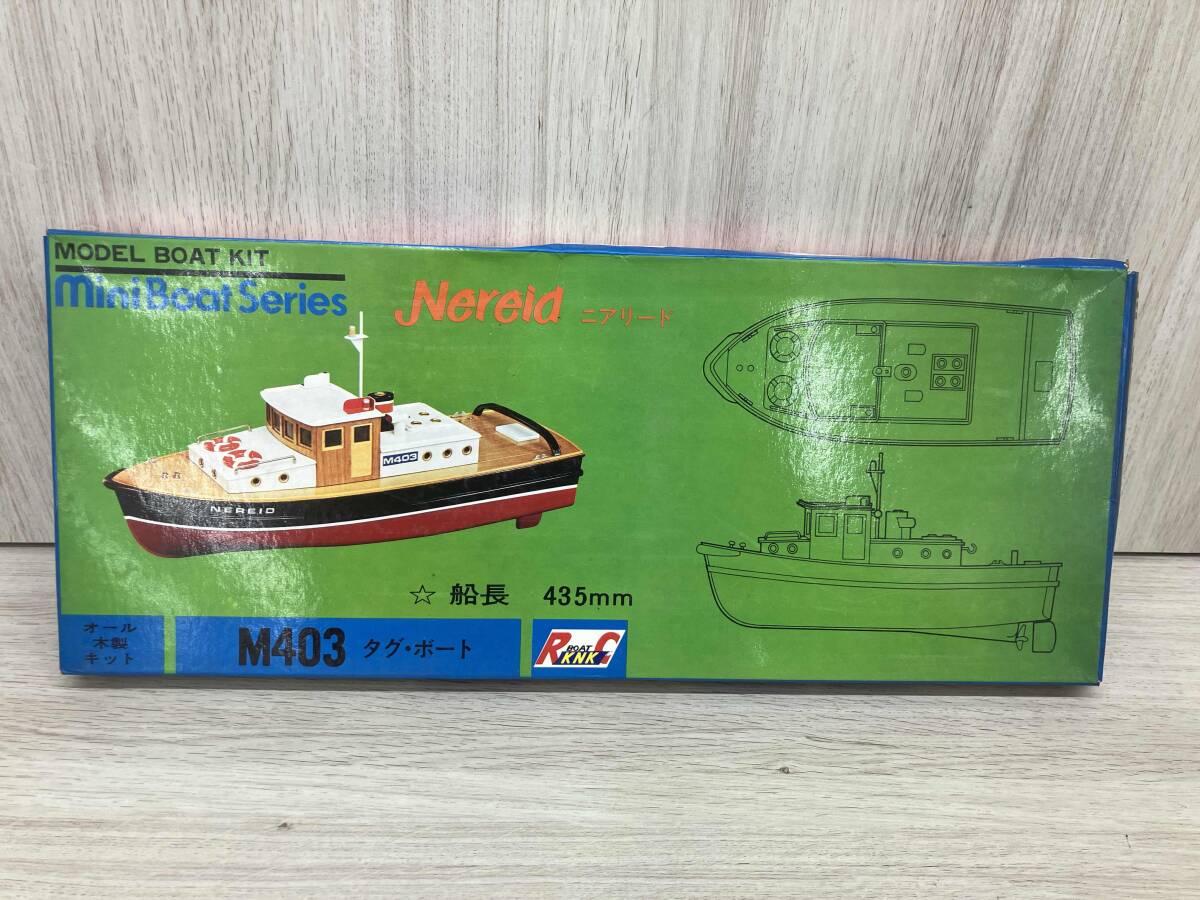 MODEL BOAT KIT
Mini Boat Series
Nereid ニアリード
M403
NEREID
☆ 船長 435mm
オール
木製
キット
M403 タグ・ボート
R BOAT KNK C